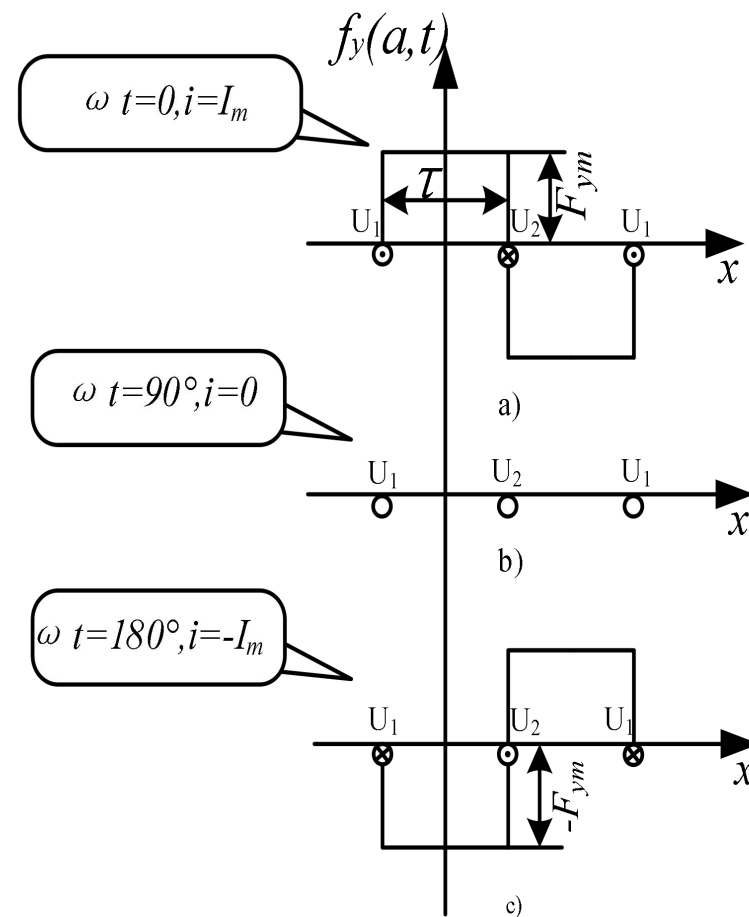 f_y(a,t)
ω t=0,i=I_m
τ
F_ym
U_1 U_2 U_1
x
a)
ω t=90°,i=0
U_1 U_2 U_1
x
b)
ω t=180°,i=-I_m
U_1 U_2 U_1
x
-F_ym
c)